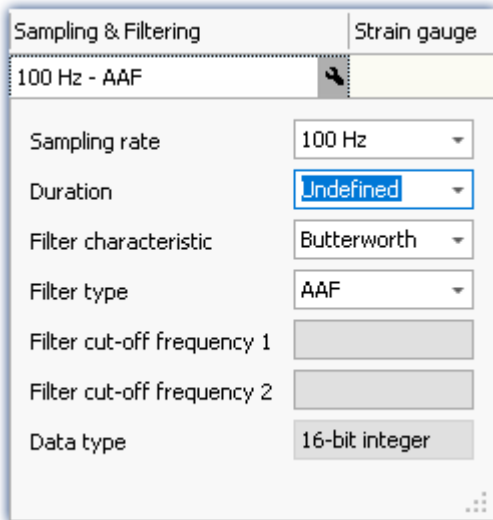 Sampling & Filtering Strain gauge
100 Hz - AAF
Sampling rate 100 Hz
Duration Undefined
Filter characteristic Butterworth
Filter type AAF
Filter cut-off frequency 1
Filter cut-off frequency 2
Data type 16-bit integer